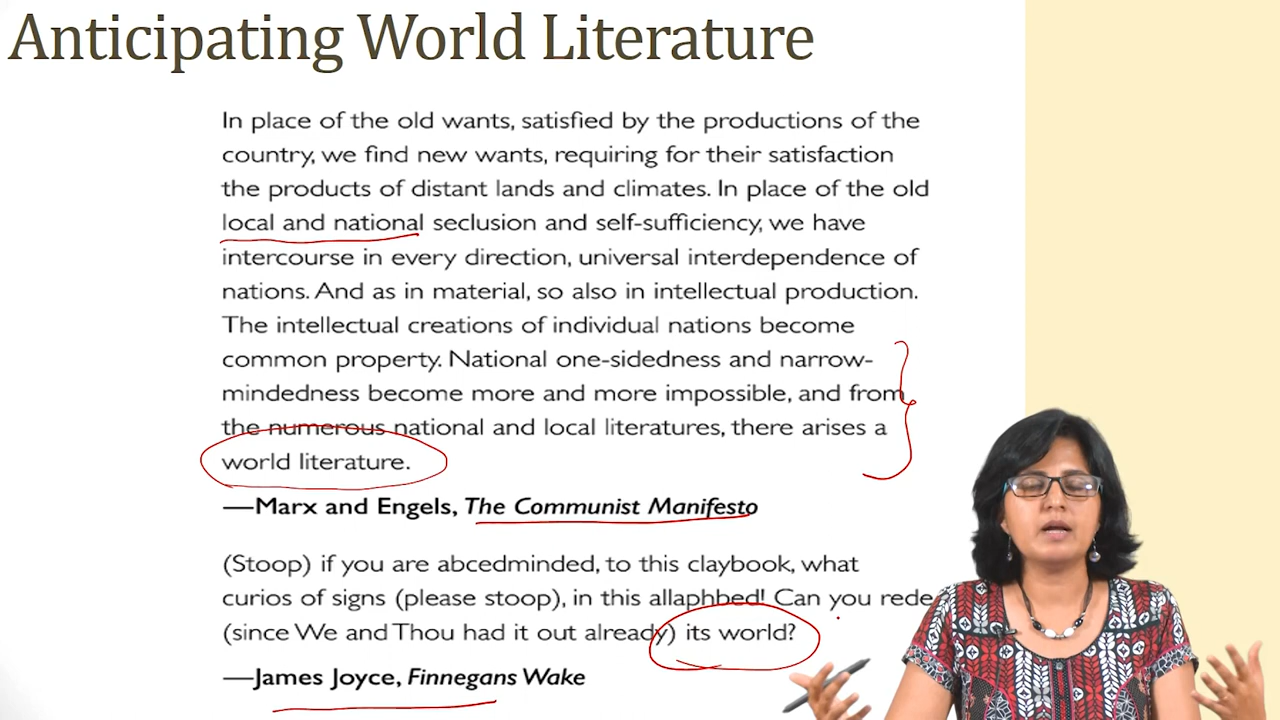 Anticipating World Literature
In place of the old wants, satisfied by the productions of the
country, we find new wants, requiring for their satisfaction
the products of distant lands and climates. In place of the old
local and national seclusion and self-sufficiency, we have
intercourse in every direction, universal interdependence of
nations. And as in material, so also in intellectual production.
The intellectual creations of individual nations become
common property. National one-sidedness and narrow-
mindedness become more and more impossible, and from
the numerous national and local literatures, there arises a
world literature.
—Marx and Engels, The Communist Manifesto
(Stoop) if you are abcedminded, to this claybook, what
curios of signs (please stoop), in this allaphbed! Can you rede
(since We and Thou had it out already) its world?
—James Joyce, Finnegans Wake